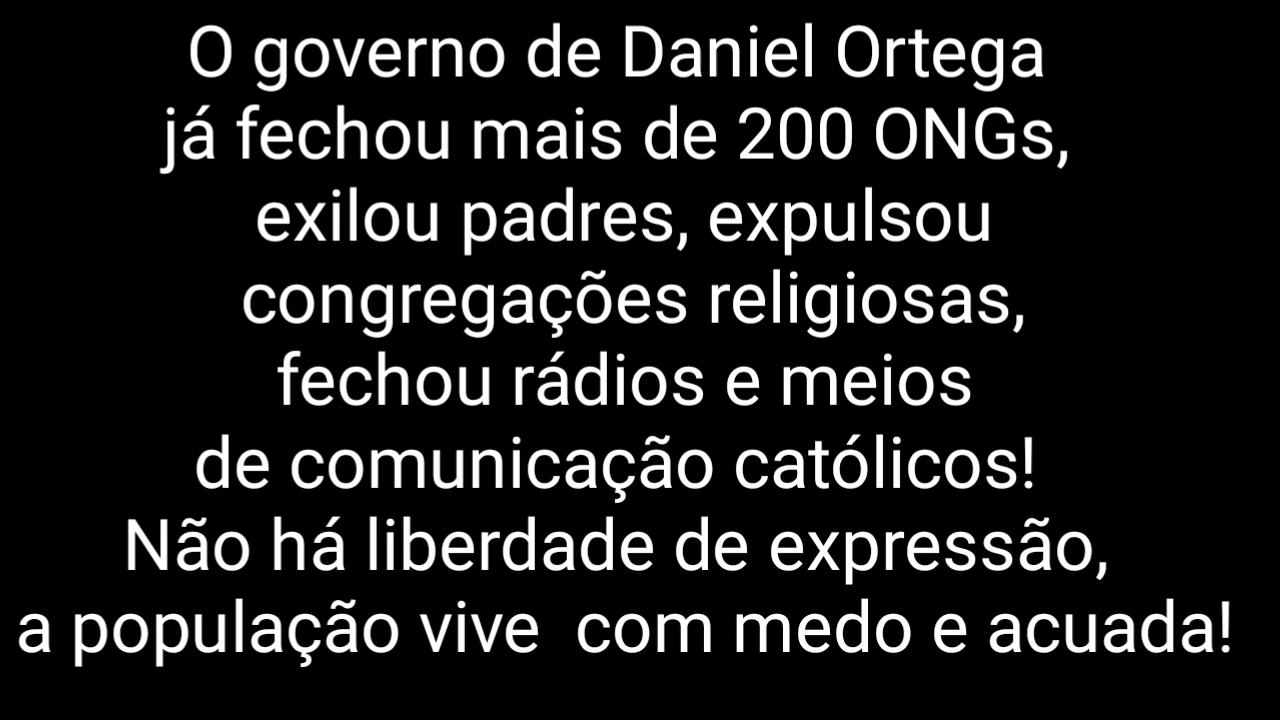 O governo de Daniel Ortega
já fechou mais de 200 ONGs,
exilou padres, expulsou
congregações religiosas,
fechou rádios e meios
de comunicação católicos!
Não há liberdade de expressão,
a população vive  com medo e acuada!